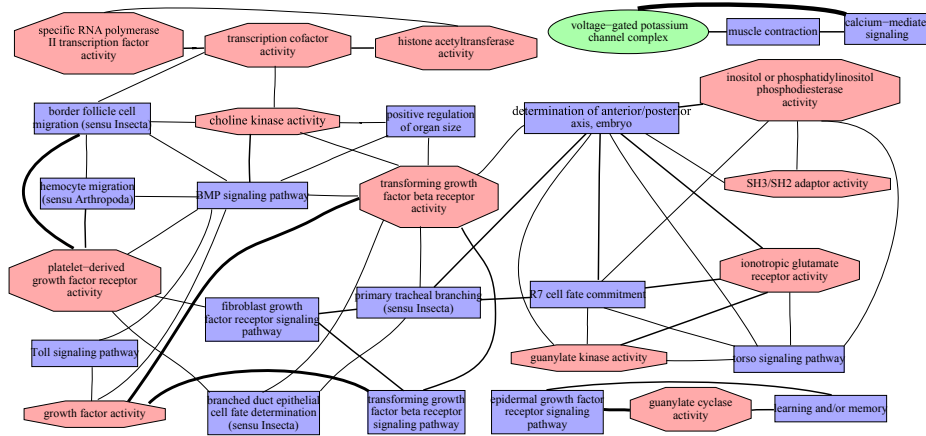 specific RNA polymerase
II transcription factor
activity
transcription cofactor
activity
histone acetyltransferase
activity
voltage−gated potassium
channel complex
muscle contraction
calcium−mediate
signaling
inositol or phosphatidylinositol
phosphodiesterase
activity
border follicle cell
migration (sensu Insecta)
choline kinase activity
positive regulation
of organ size
determination of anterior/posterior
axis, embryo
hemocyte migration
(sensu Arthropoda)
BMP signaling pathway
transforming growth
factor beta receptor
activity
SH3/SH2 adaptor activity
platelet−derived
growth factor receptor
activity
fibroblast growth
factor receptor signaling
pathway
primary tracheal branching
(sensu Insecta)
R7 cell fate commitment
ionotropic glutamate
receptor activity
Toll signaling pathway
guanylate kinase activity
torso signaling pathway
growth factor activity
branched duct epithelial
cell fate determination
(sensu Insecta)
transforming growth
factor beta receptor
signaling pathway
epidermal growth factor
receptor signaling
pathway
guanylate cyclase
activity
learning and/or memory